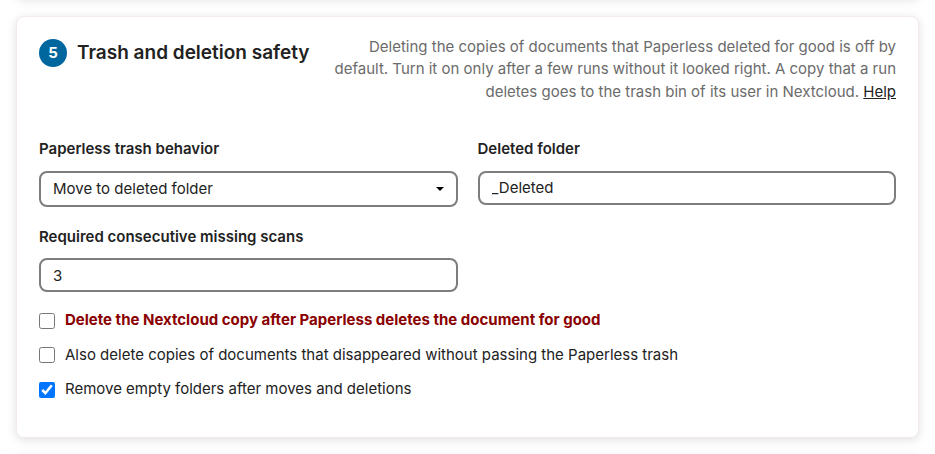 5 Trash and deletion safety
Deleting the copies of documents that Paperless deleted for good is off by
default. Turn it on only after a few runs without it looked right. A copy that a run
deletes goes to the trash bin of its user in Nextcloud. Help
Paperless trash behavior
Move to deleted folder
Deleted folder
_Deleted
Required consecutive missing scans
3
Delete the Nextcloud copy after Paperless deletes the document for good
Also delete copies of documents that disappeared without passing the Paperless trash
Remove empty folders after moves and deletions